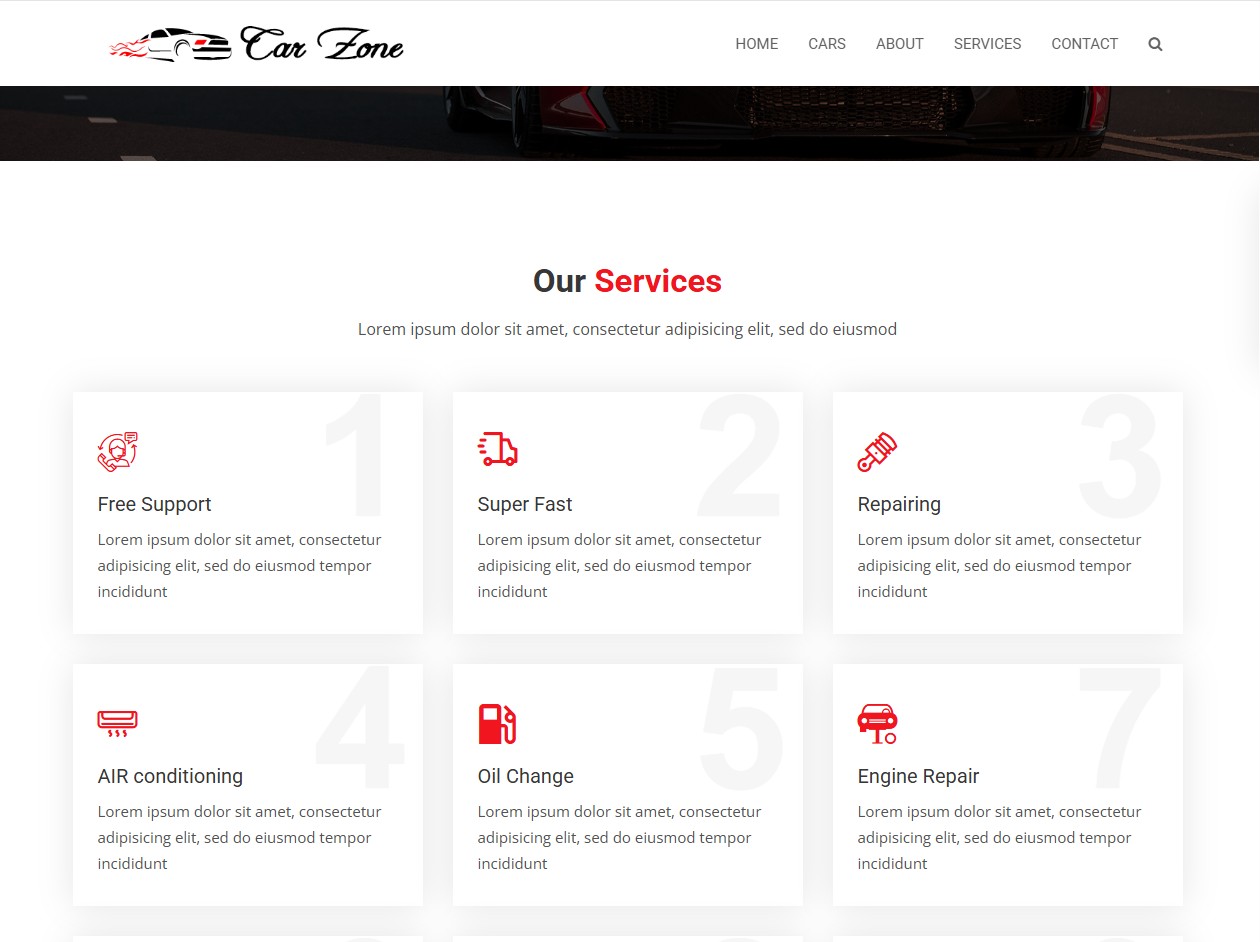 Car Zone
HOME CARS ABOUT SERVICES CONTACT
Our Services
Lorem ipsum dolor sit amet, consectetur adipisicing elit, sed do eiusmod
1
Free Support
Lorem ipsum dolor sit amet, consectetur
adipisicing elit, sed do eiusmod tempor
incididunt
2
Super Fast
Lorem ipsum dolor sit amet, consectetur
adipisicing elit, sed do eiusmod tempor
incididunt
3
Repairing
Lorem ipsum dolor sit amet, consectetur
adipisicing elit, sed do eiusmod tempor
incididunt
4
AIR conditioning
Lorem ipsum dolor sit amet, consectetur
adipisicing elit, sed do eiusmod tempor
incididunt
5
Oil Change
Lorem ipsum dolor sit amet, consectetur
adipisicing elit, sed do eiusmod tempor
incididunt
7
Engine Repair
Lorem ipsum dolor sit amet, consectetur
adipisicing elit, sed do eiusmod tempor
incididunt